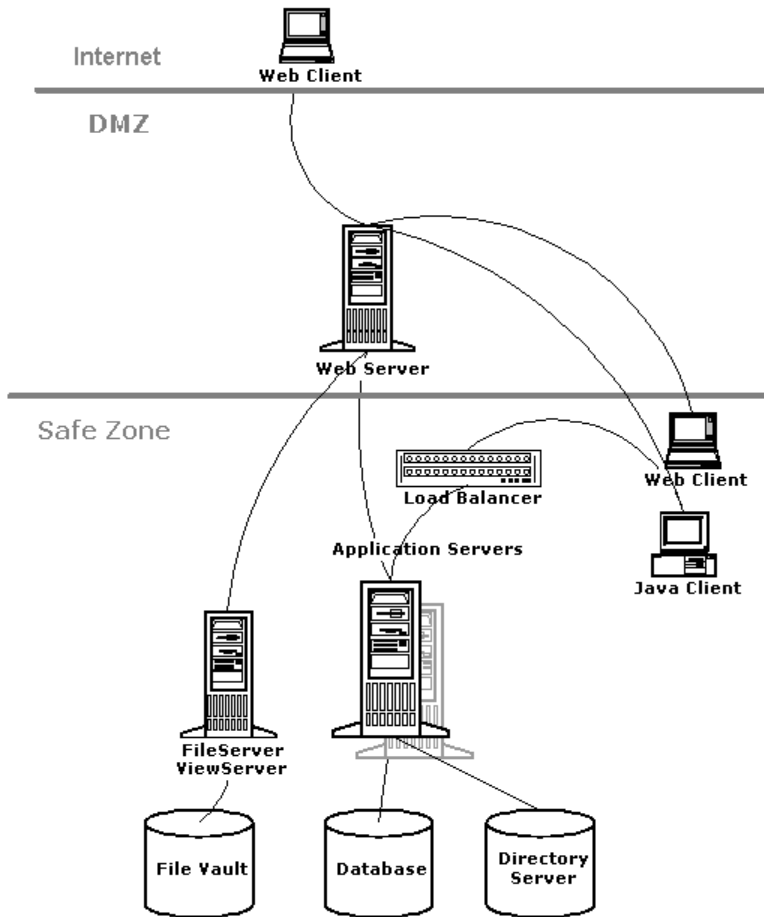 Internet
Web Client
DMZ
Web Server
Safe Zone
Web Client
Load Balancer
Application Servers
Java Client
FileServer
ViewServer
File Vault
Database
Directory
Server